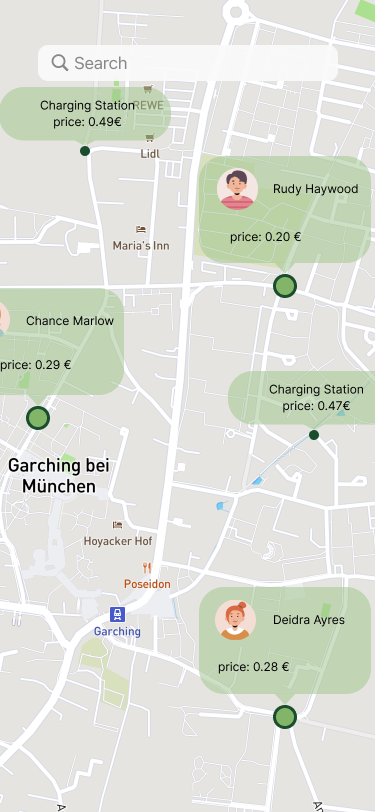 Search
Charging Station
price: 0.49€
REWE
Lidl
Rudy Haywood
price: 0.20 €
Maria's Inn
Chance Marlow
price: 0.29 €
Charging Station
price: 0.47€
Garching bei
München
Hoyacker Hof
Poseidon
Garching
Deidra Ayres
price: 0.28 €